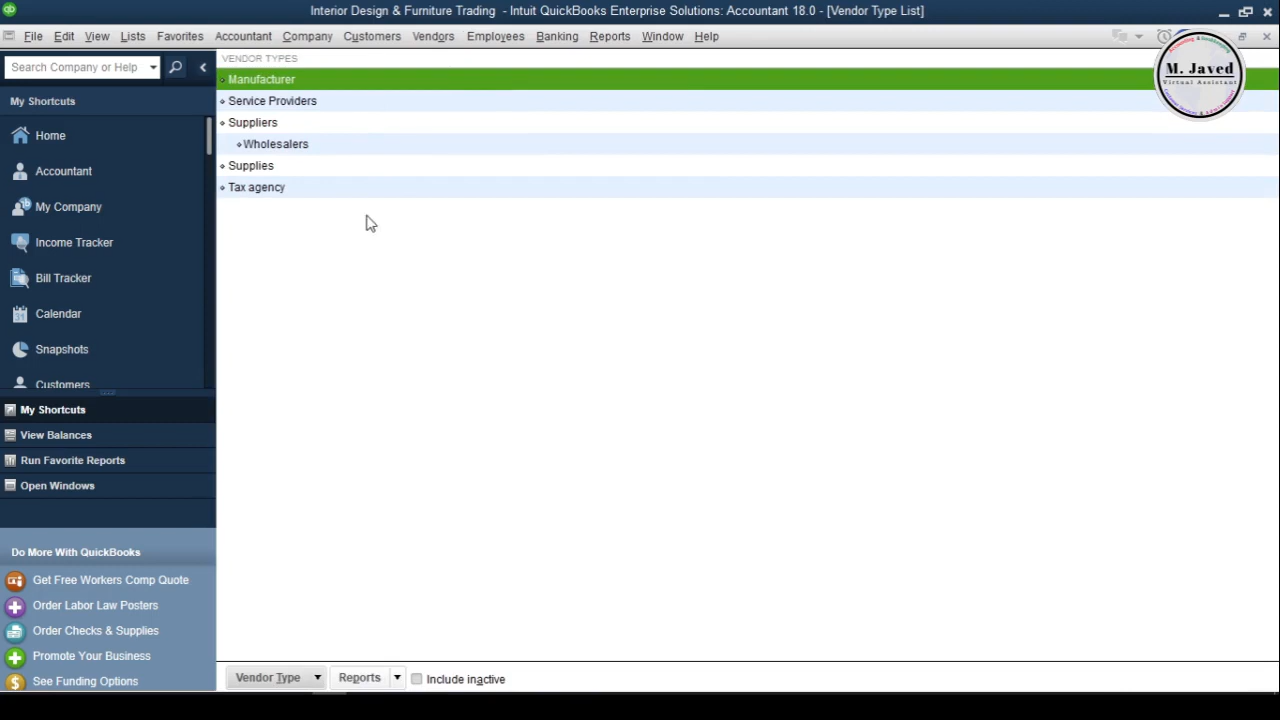 Interior Design & Furniture Trading - Intuit QuickBooks Enterprise Solutions: Accountant 18.0 - [Vendor Type List]
File Edit View Lists Favorites Accountant Company Customers Vendors Employees Banking Reports Window Help
Search Company or Help
My Shortcuts
Home
Accountant
My Company
Income Tracker
Bill Tracker
Calendar
Snapshots
Customers
My Shortcuts
View Balances
Run Favorite Reports
Open Windows
Do More With QuickBooks
Get Free Workers Comp Quote
Order Labor Law Posters
Order Checks & Supplies
Promote Your Business
See Funding Options
VENDOR TYPES
Manufacturer
Service Providers
Suppliers
Wholesalers
Supplies
Tax agency
Vendor Type
Reports
Include inactive
M. Javed
Virtual Assistant